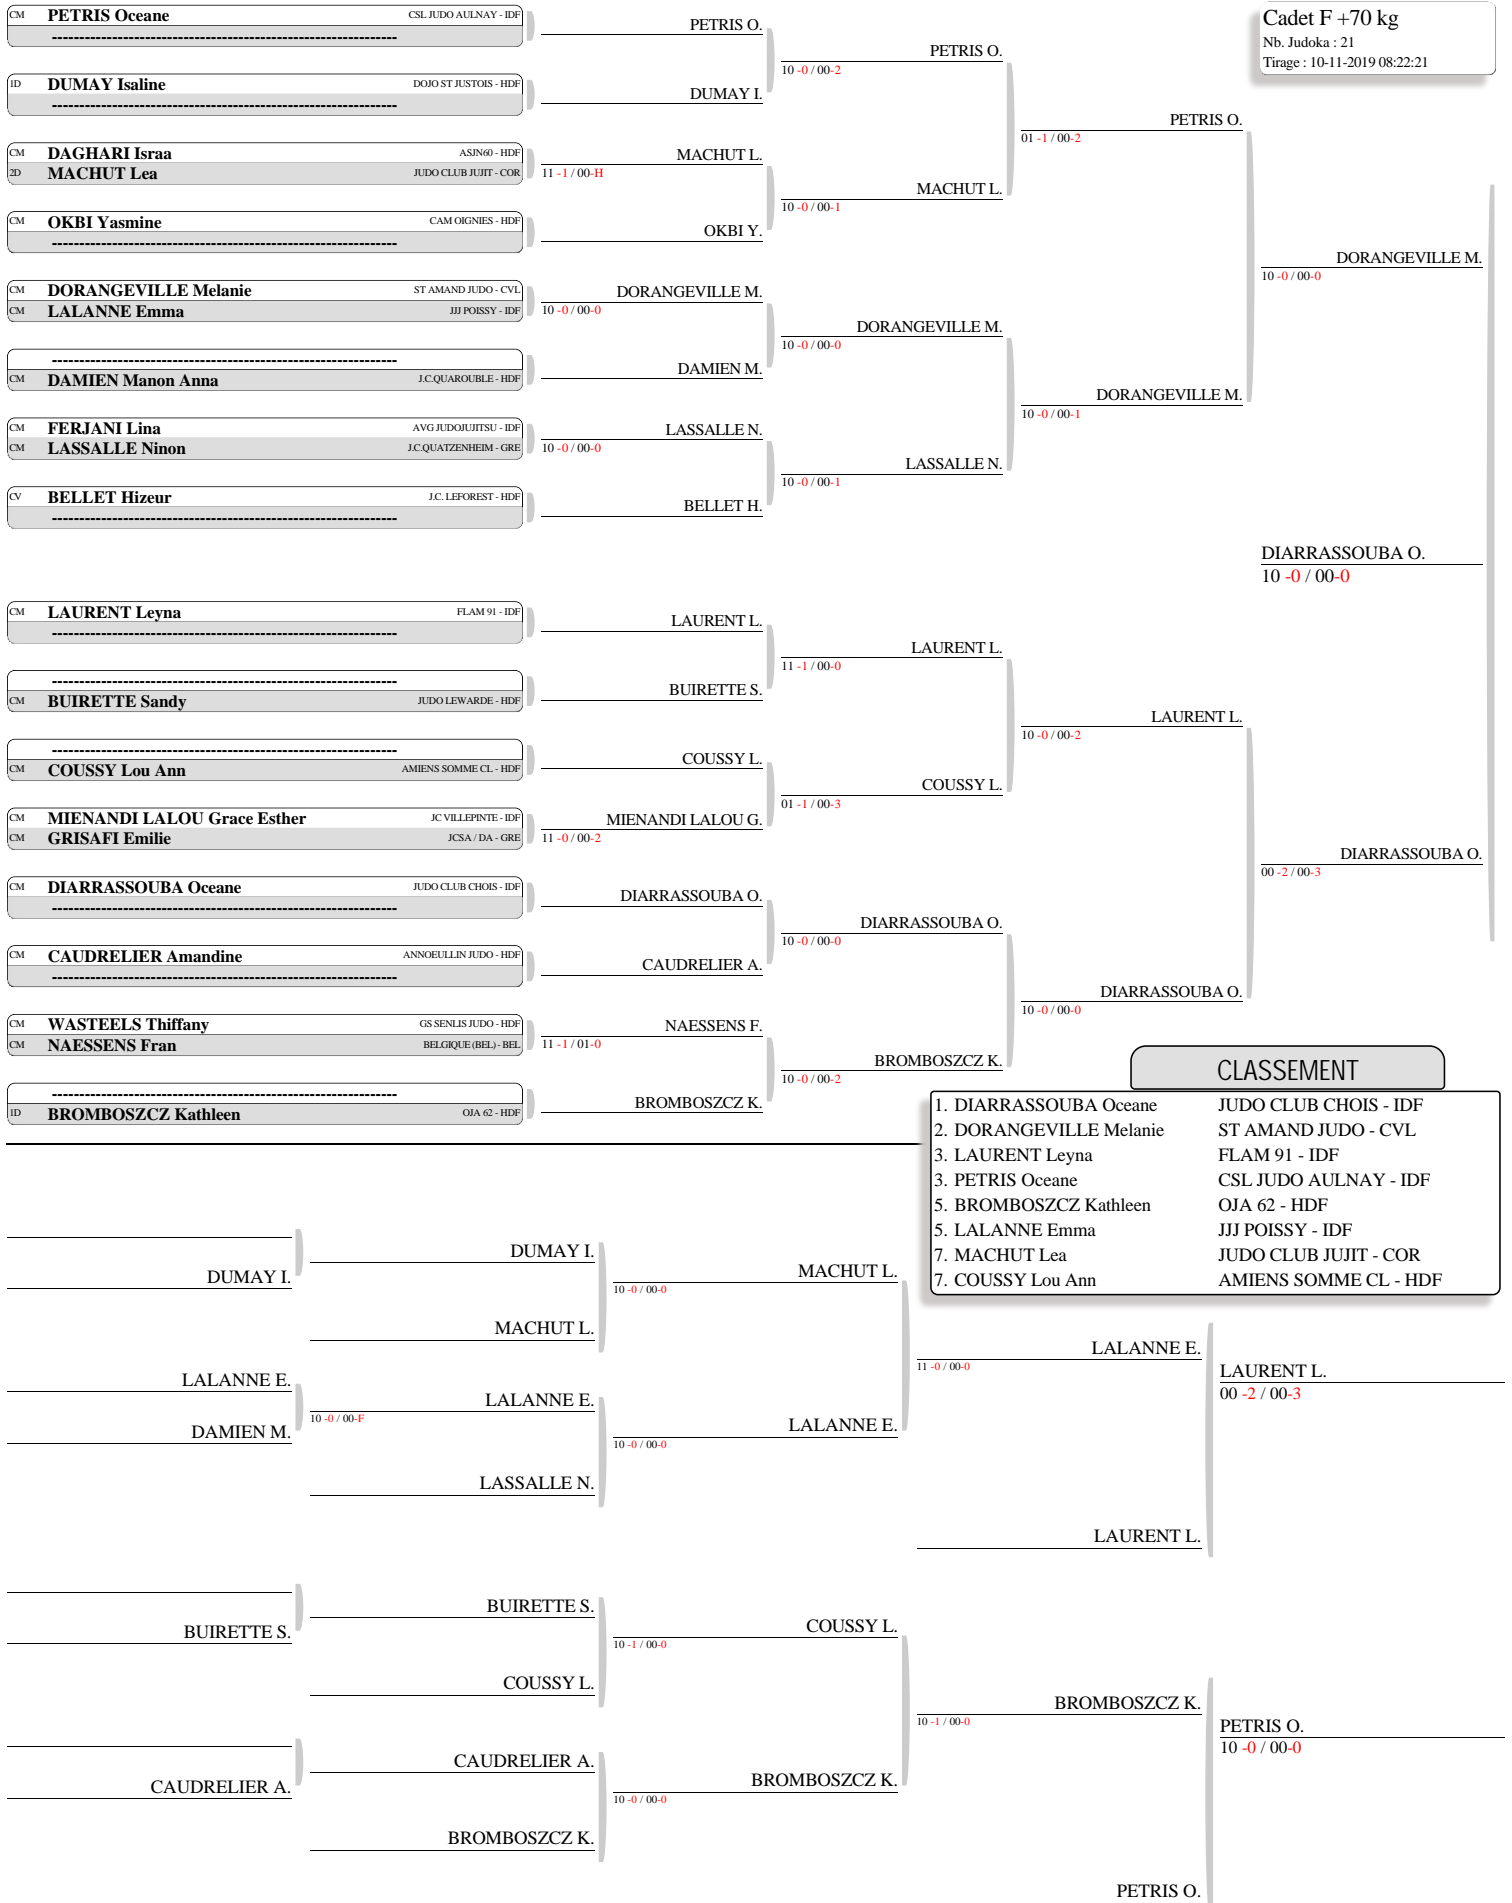 Cadet F +70 kg
Nb. Judoka : 21
Tirage : 10-11-2019 08:22:21
CM PETRIS Oceane CSL JUDO AULNAY - IDF
----------------------------------------------------------------
1D DUMAY Isaline DOJO ST JUSTOIS - HDF
----------------------------------------------------------------
CM DAGHARI Israa ASJN60 - HDF
2D MACHUT Lea JUDO CLUB JUJIT - COR
CM OKBI Yasmine CAM OIGNIES - HDF
----------------------------------------------------------------
CM DORANGEVILLE Melanie ST AMAND JUDO - CVL
CM LALANNE Emma JJJ POISSY - IDF
----------------------------------------------------------------
CM DAMIEN Manon Anna J.C.QUAROUBLE - HDF
CM FERJANI Lina AVG JUDOJUJITSU - IDF
CM LASSALLE Ninon J.C.QUATZENHEIM - GRE
CV BELLET Hizeur J.C. LEFOREST - HDF
----------------------------------------------------------------
CM LAURENT Leyna FLAM 91 - IDF
----------------------------------------------------------------
----------------------------------------------------------------
CM BUIRETTE Sandy JUDO LEWARDE - HDF
----------------------------------------------------------------
CM COUSSY Lou Ann AMIENS SOMME CL - HDF
CM MIENANDI LALOU Grace Esther JC VILLEPINTE - IDF
CM GRISAFI Emilie JCSA / DA - GRE
CM DIARRASSOUBA Oceane JUDO CLUB CHOIS - IDF
----------------------------------------------------------------
CM CAUDRELIER Amandine ANNOEULLIN JUDO - HDF
----------------------------------------------------------------
CM WASTEELS Thiffany GS SENLIS JUDO - HDF
CM NAESSENS Fran BELGIQUE (BEL) - BEL
----------------------------------------------------------------
1D BROMBOSZCZ Kathleen OJA 62 - HDF
PETRIS O.
DUMAY I.
MACHUT L.
11 -1 / 00-H
OKBI Y.
DORANGEVILLE M.
10 -0 / 00-0
DAMIEN M.
LASSALLE N.
10 -0 / 00-0
BELLET H.
LAURENT L.
BUIRETTE S.
COUSSY L.
MIENANDI LALOU G.
11 -0 / 00-2
DIARRASSOUBA O.
CAUDRELIER A.
NAESSENS F.
11 -1 / 01-0
BROMBOSZCZ K.
PETRIS O.
10 -0 / 00-2
MACHUT L.
10 -0 / 00-1
DORANGEVILLE M.
10 -0 / 00-0
LASSALLE N.
10 -0 / 00-1
LAURENT L.
11 -1 / 00-0
COUSSY L.
01 -1 / 00-3
DIARRASSOUBA O.
10 -0 / 00-0
BROMBOSZCZ K.
10 -0 / 00-2
PETRIS O.
01 -1 / 00-2
DORANGEVILLE M.
10 -0 / 00-1
LAURENT L.
10 -0 / 00-2
DIARRASSOUBA O.
10 -0 / 00-0
DORANGEVILLE M.
10 -0 / 00-0
DIARRASSOUBA O.
00 -2 / 00-3
DIARRASSOUBA O.
10 -0 / 00-0
CLASSEMENT
1. DIARRASSOUBA Oceane JUDO CLUB CHOIS - IDF
2. DORANGEVILLE Melanie ST AMAND JUDO - CVL
3. LAURENT Leyna FLAM 91 - IDF
3. PETRIS Oceane CSL JUDO AULNAY - IDF
5. BROMBOSZCZ Kathleen OJA 62 - HDF
5. LALANNE Emma JJJ POISSY - IDF
7. MACHUT Lea JUDO CLUB JUJIT - COR
7. COUSSY Lou Ann AMIENS SOMME CL - HDF
DUMAY I.
LALANNE E.
DAMIEN M.
BUIRETTE S.
CAUDRELIER A.
DUMAY I.
MACHUT L.
LALANNE E.
10 -0 / 00-F
LASSALLE N.
BUIRETTE S.
COUSSY L.
CAUDRELIER A.
BROMBOSZCZ K.
MACHUT L.
10 -0 / 00-0
LALANNE E.
10 -0 / 00-0
COUSSY L.
10 -1 / 00-0
BROMBOSZCZ K.
10 -0 / 00-0
LALANNE E.
11 -0 / 00-0
LAURENT L.
BROMBOSZCZ K.
10 -1 / 00-0
PETRIS O.
LAURENT L.
00 -2 / 00-3
PETRIS O.
10 -0 / 00-0